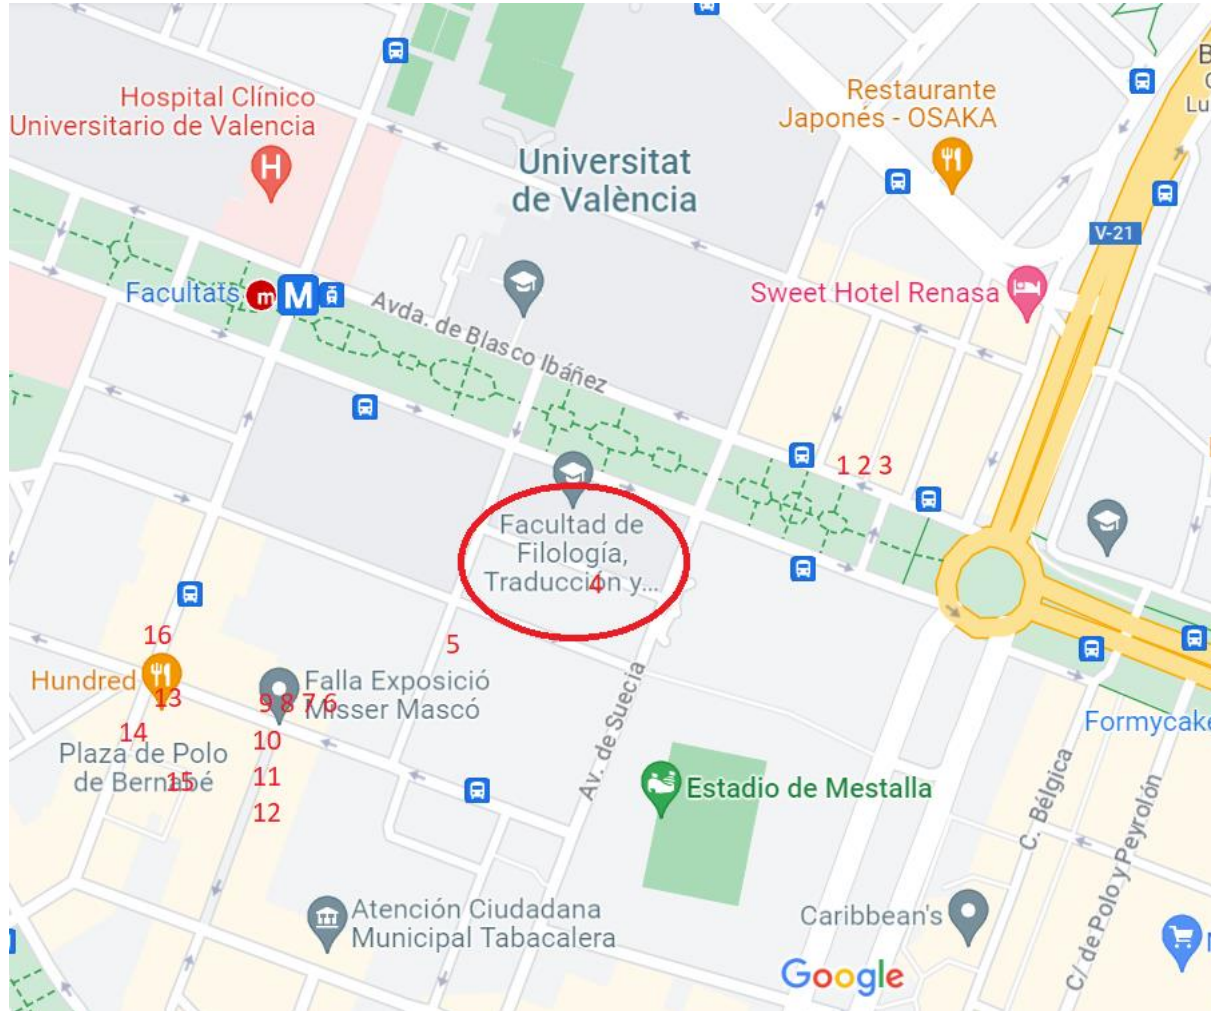 Hospital Clínico
Universitario de Valencia
H
Universitat
de València
Restaurante
Japonés - OSAKA
B
Lu
V-21
Facultats
m
M
Avda. de Blasco Ibáñez
Sweet Hotel Renasa
1 2 3
Facultad de
Filología,
Traducción y...
4
5
16
Hundred
13
14
Plaza de Polo
de Bernabé
15
Falla Exposició
Misser Mascó
9 8 7 6
10
11
12
Av. de Suecia
Estadio de Mestalla
Formycake
C. Bélgica
C/ de Polo y Peyrolón
Atención Ciudadana
Municipal Tabacalera
Caribbean's
Google